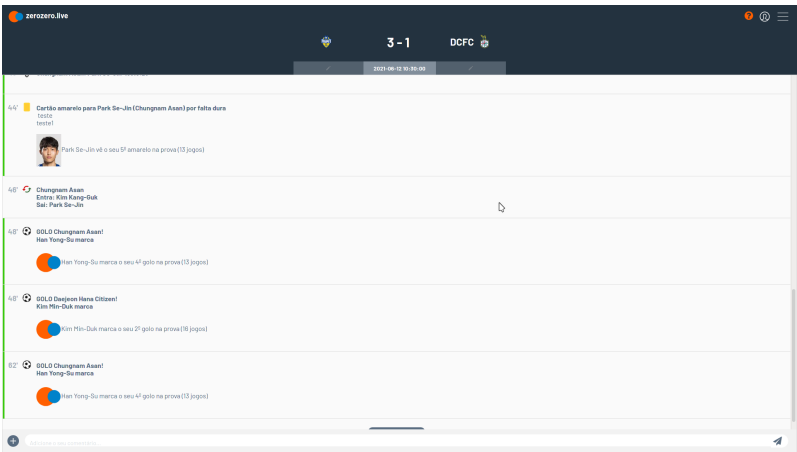 zerozero.live
?
3 - 1
DCFC
2021-06-12 10:30:00
44'
Cartão amarelo para Park Se-Jin (Chungnam Asan) por falta dura
teste
teste1
Park Se-Jin vê o seu 5º amarelo na prova (13 jogos)
46'
Chungnam Asan
Entra: Kim Kang-Guk
Sai: Park Se-Jin
48'
GOLO Chungnam Asan!
Han Yong-Su marca
Han Yong-Su marca o seu 4º golo na prova (13 jogos)
48'
GOLO Daejeon Hana Citizen!
Kim Min-Duk marca
Kim Min-Duk marca o seu 2º golo na prova (16 jogos)
62'
GOLO Chungnam Asan!
Han Yong-Su marca
Han Yong-Su marca o seu 4º golo na prova (13 jogos)